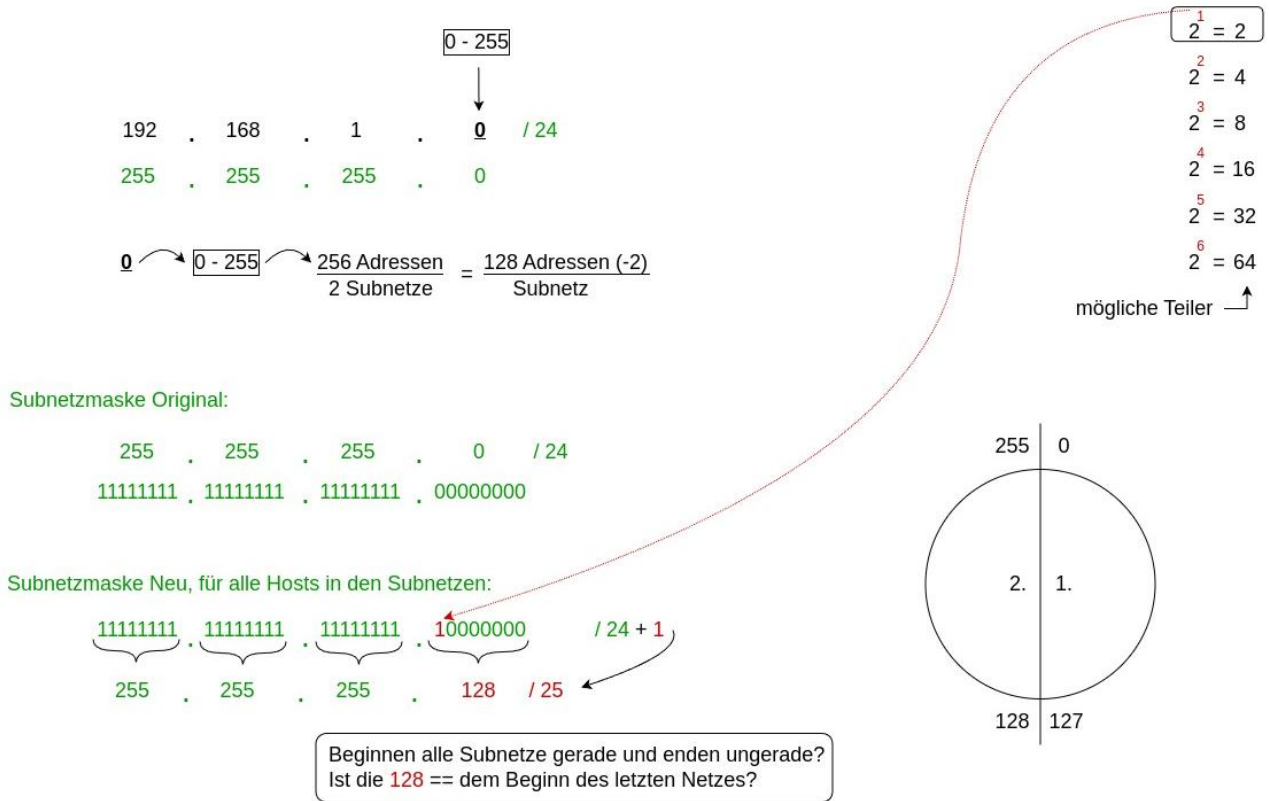 0 - 255
192 . 168 . 1 . 0 / 24
255 . 255 . 255 . 0
0 0 - 255 256 Adressen = 128 Adressen (-2)
2 Subnetze Subnetz
2^1 = 2
2^2 = 4
2^3 = 8
2^4 = 16
2^5 = 32
2^6 = 64
mögliche Teiler
Subnetzmaske Original:
255 . 255 . 255 . 0 / 24
11111111 . 11111111 . 11111111 . 00000000
Subnetzmaske Neu, für alle Hosts in den Subnetzen:
11111111 . 11111111 . 11111111 . 10000000 / 24 + 1
255 . 255 . 255 . 128 / 25
255 0
2. 1.
128 127
Beginnen alle Subnetze gerade und enden ungerade?
Ist die 128 == dem Beginn des letzten Netzes?